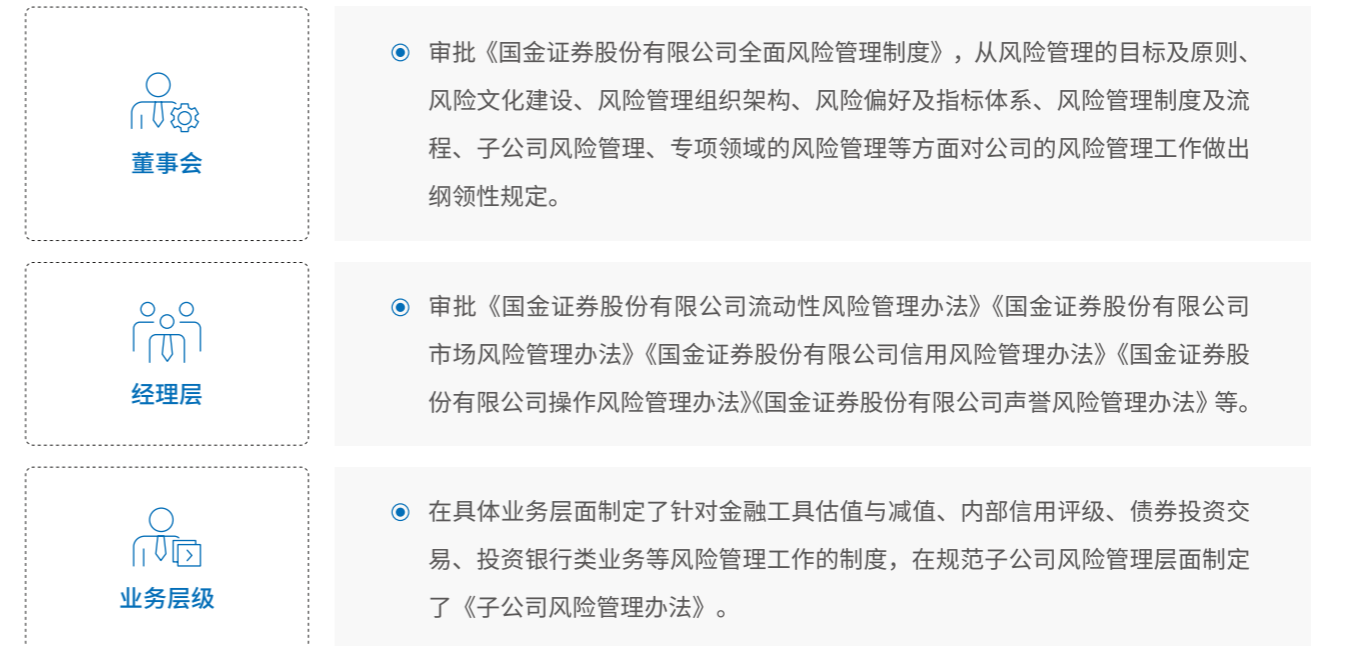 董事会
审批《国金证券股份有限公司全面风险管理制度》，从风险管理的目标及原则、
风险文化建设、风险管理组织架构、风险偏好及指标体系、风险管理制度及流
程、子公司风险管理、专项领域的风险管理等方面对公司的风险管理工作做出
纲领性规定。
经理层
审批《国金证券股份有限公司流动性风险管理办法》《国金证券股份有限公司
市场风险管理办法》《国金证券股份有限公司信用风险管理办法》《国金证券股
份有限公司操作风险管理办法》《国金证券股份有限公司声誉风险管理办法》等。
业务层级
在具体业务层面制定了针对金融工具估值与减值、内部信用评级、债券投资交
易、投资银行类业务等风险管理工作的制度，在规范子公司风险管理层面制定
了《子公司风险管理办法》。